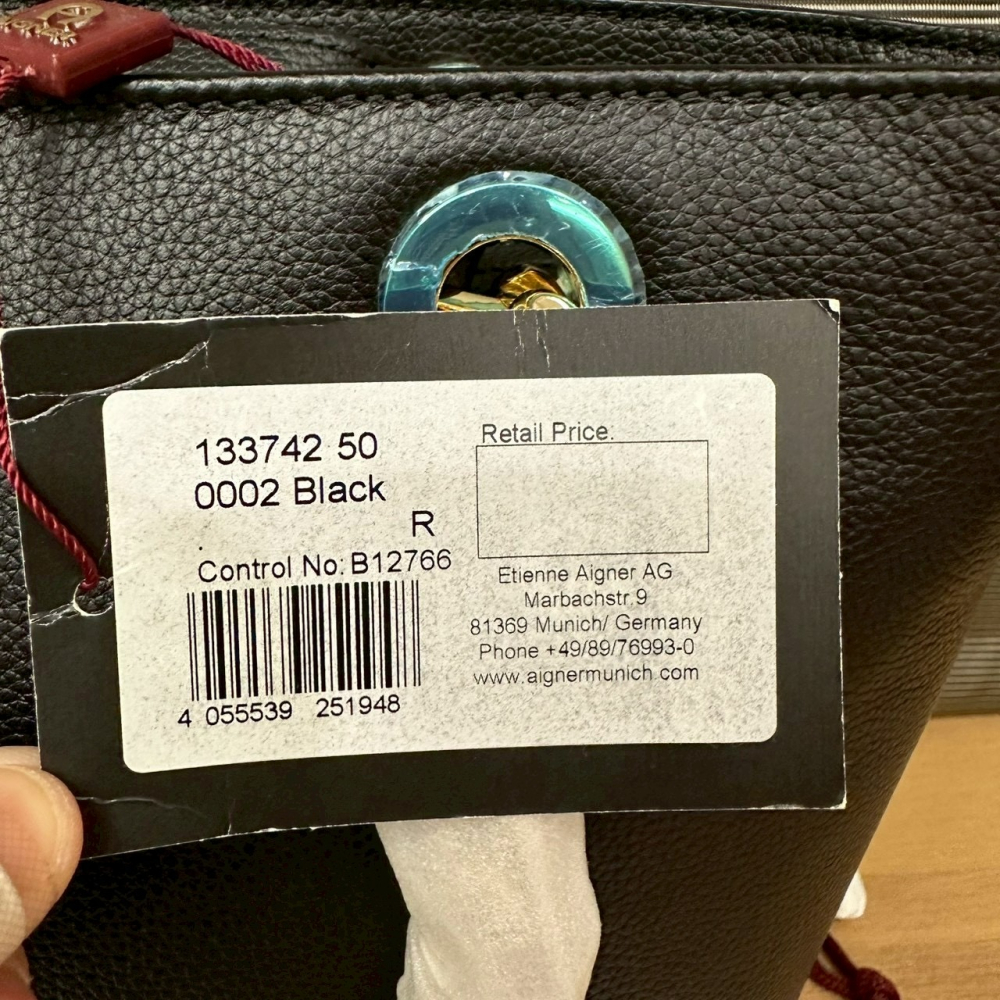 133742 50
0002 Black
R
.
Control No: B12766
4 055539 251948
Retail Price.
Etienne Aigner AG
Marbachstr.9
81369 Munich/ Germany
Phone +49/89/76993-0
www.aignermunich.com